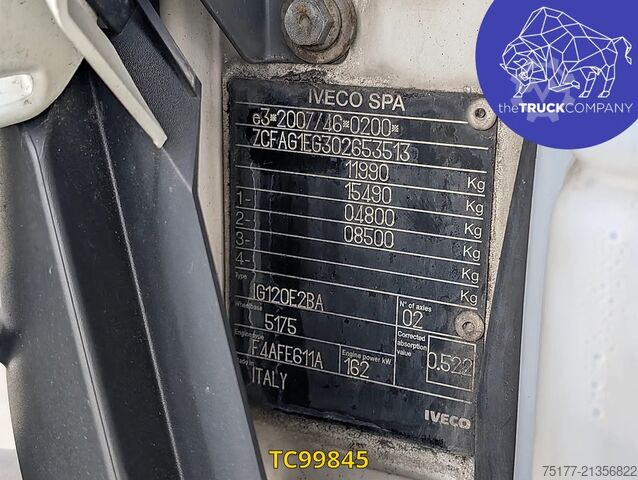 the TRUCKCOMPANY
IVECO SPA
e3*2007/46*0200*
ZCFAG1EG302653513
11990 Kg
15490 Kg
1- 04800 Kg
2- 08500 Kg
3- Kg
4- Kg
Type IG120E2BA N° of axles 02
Wheelbase 5175 Corrected absorption value 0.522
Engine type F4AFE611A Engine power kW 162
Made in ITALY
IVECO
TC99845
75177-21356822